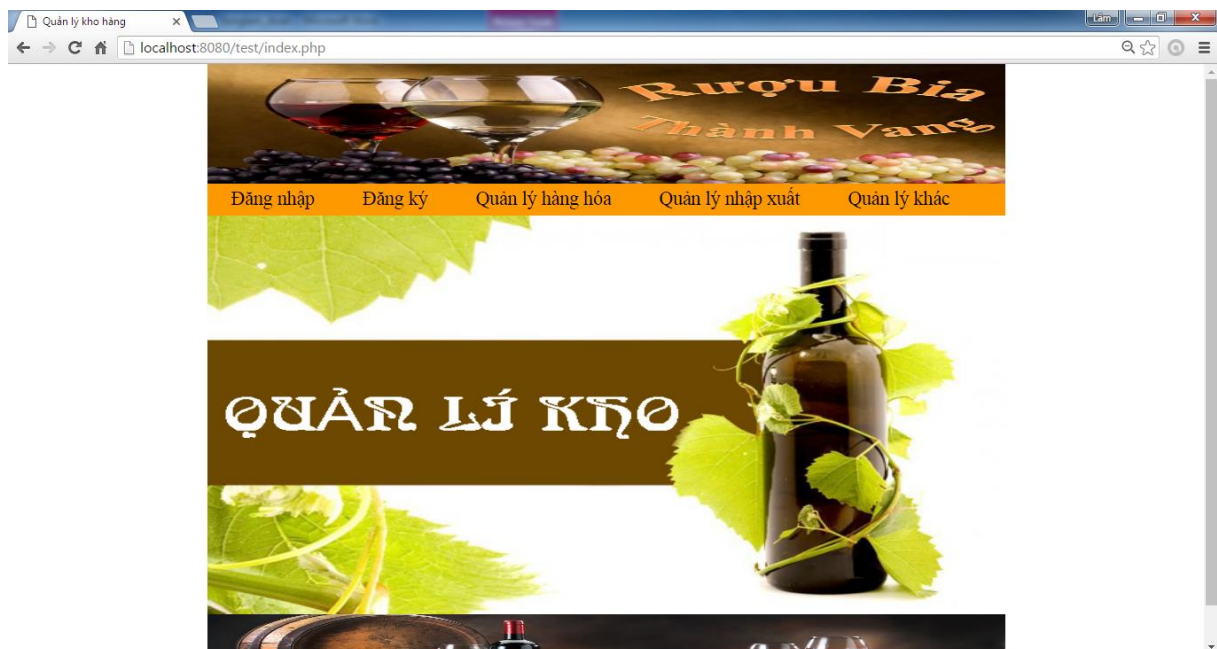 Quản lý kho hàng
Lâm
localhost:8080/test/index.php
Rượu Bia
Thành Vang
Đăng nhập Đăng ký Quản lý hàng hóa Quản lý nhập xuất Quản lý khác
QUẢN LÍ KHO